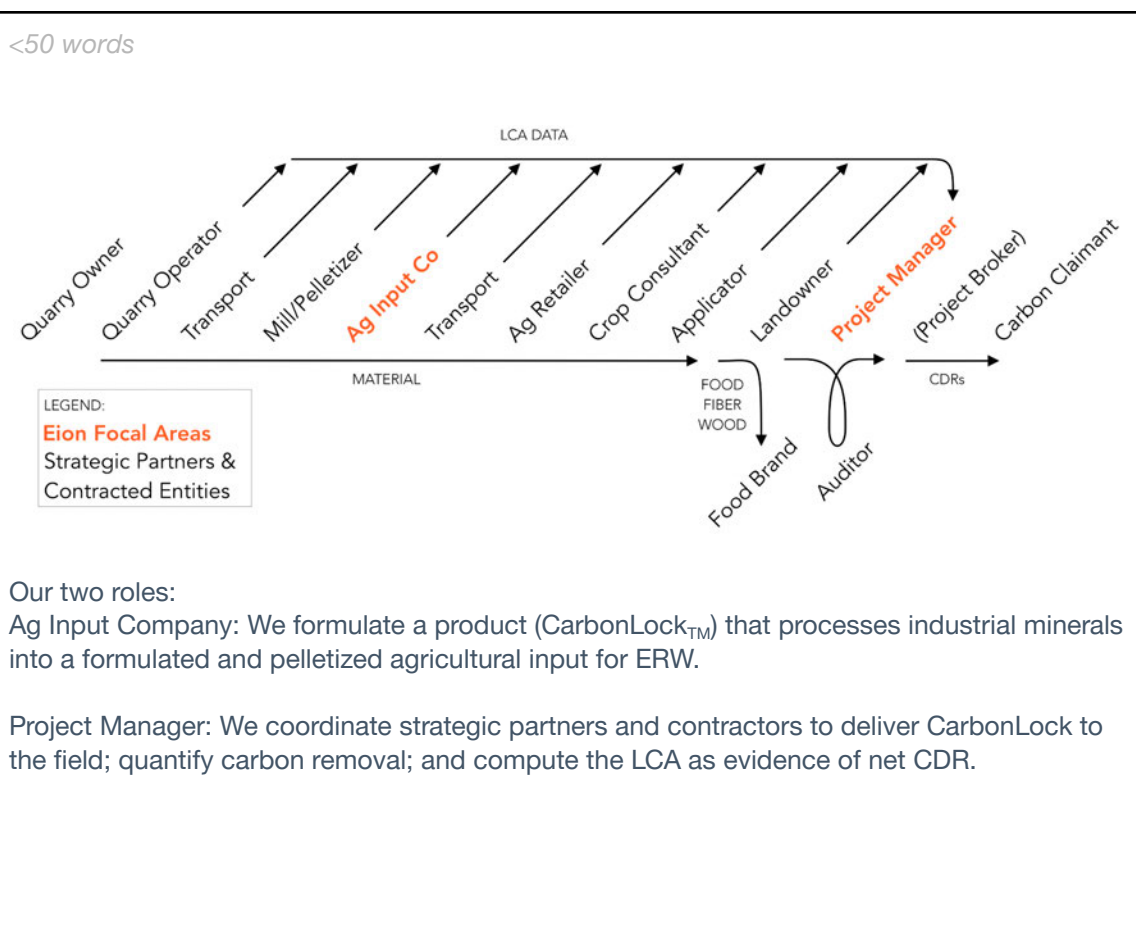 <50 words
LCA DATA
Quarry Owner
Quarry Operator
Transport
Mill/Pelletizer
Ag Input Co
Transport
Ag Retailer
Crop Consultant
Applicator
Landowner
Project Manager
(Project Broker)
Carbon Claimant
MATERIAL
FOOD
FIBER
WOOD
CDRs
Food Brand
Auditor
LEGEND:
Eion Focal Areas
Strategic Partners &
Contracted Entities
Our two roles:
Ag Input Company: We formulate a product (CarbonLockTM) that processes industrial minerals
into a formulated and pelletized agricultural input for ERW.
Project Manager: We coordinate strategic partners and contractors to deliver CarbonLock to
the field; quantify carbon removal; and compute the LCA as evidence of net CDR.